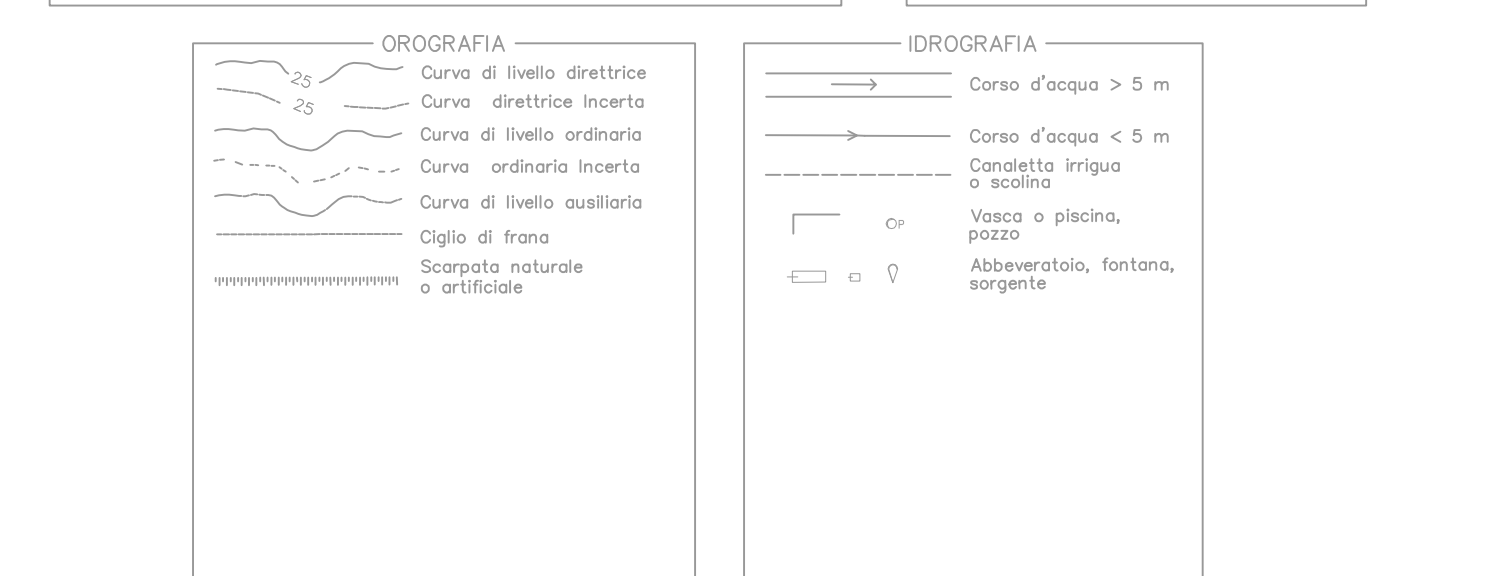 OROGRAFIA
25
Curva di livello direttrice
25
Curva direttrice Incerta
Curva di livello ordinaria
Curva ordinaria Incerta
Curva di livello ausiliaria
Ciglio di frana
Scarpata naturale
o artificiale
IDROGRAFIA
Corso d'acqua > 5 m
Corso d'acqua < 5 m
Canaletta irrigua
o scolina
P
Vasca o piscina,
pozzo
Abbeveratoio, fontana,
sorgente